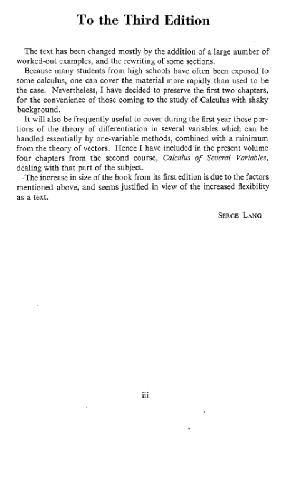 To the Third Edition
The text has been changed mostly by the addition of a large number of
worked-out examples, and the rewriting of some sections.
Because many students from high schools have often been exposed to
some calculus, one can cover the material more rapidly than used to be
the case. Nevertheless, I have decided to preserve the first two chapters,
for the convenience of those coming to the study of Calculus with shaky
background.
It will also be frequently useful to cover during the first year those por-
tions of the theory of differentiation in several variables which can be
handled essentially by one-variable methods, combined with a minimum
from the theory of vectors. Hence I have included in the present volume
four chapters from the second course, Calculus of Several Variables,
dealing with that part of the subject.
The increase in size of the book from its first edition is due to the factors
mentioned above, and seems justified in view of the increased flexibility
as a text.
SERGE LANG
iii